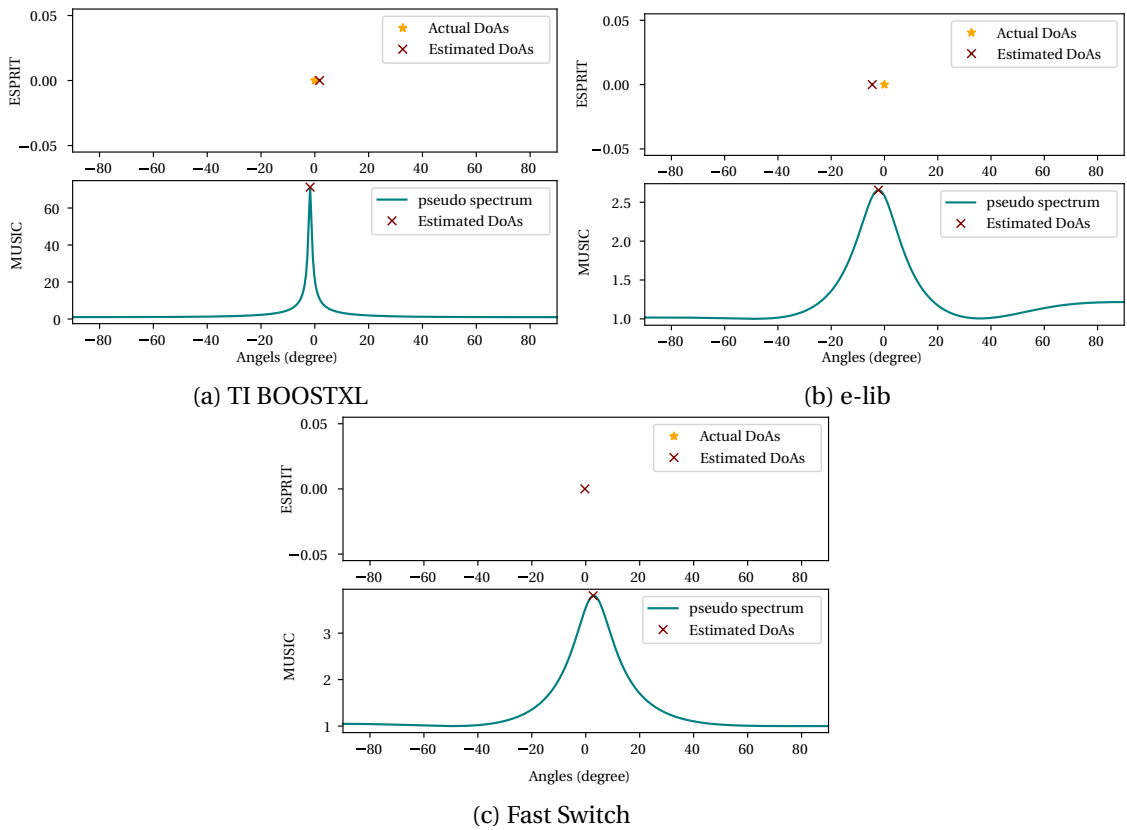 0.05
0.00
−0.05
ESPRIT
Actual DoAs
Estimated DoAs
−80 −60 −40 −20 0 20 40 60 80
60
40
20
0
MUSIC
pseudo spectrum
Estimated DoAs
−80 −60 −40 −20 0 20 40 60 80
Angels (degree)
(a) TI BOOSTXL
0.05
0.00
−0.05
ESPRIT
Actual DoAs
Estimated DoAs
−80 −60 −40 −20 0 20 40 60 80
2.5
2.0
1.5
1.0
MUSIC
pseudo spectrum
Estimated DoAs
−80 −60 −40 −20 0 20 40 60 80
Angles (degree)
(b) e-lib
0.05
0.00
−0.05
ESPRIT
Actual DoAs
Estimated DoAs
−80 −60 −40 −20 0 20 40 60 80
3
2
1
MUSIC
pseudo spectrum
Estimated DoAs
−80 −60 −40 −20 0 20 40 60 80
Angles (degree)
(c) Fast Switch